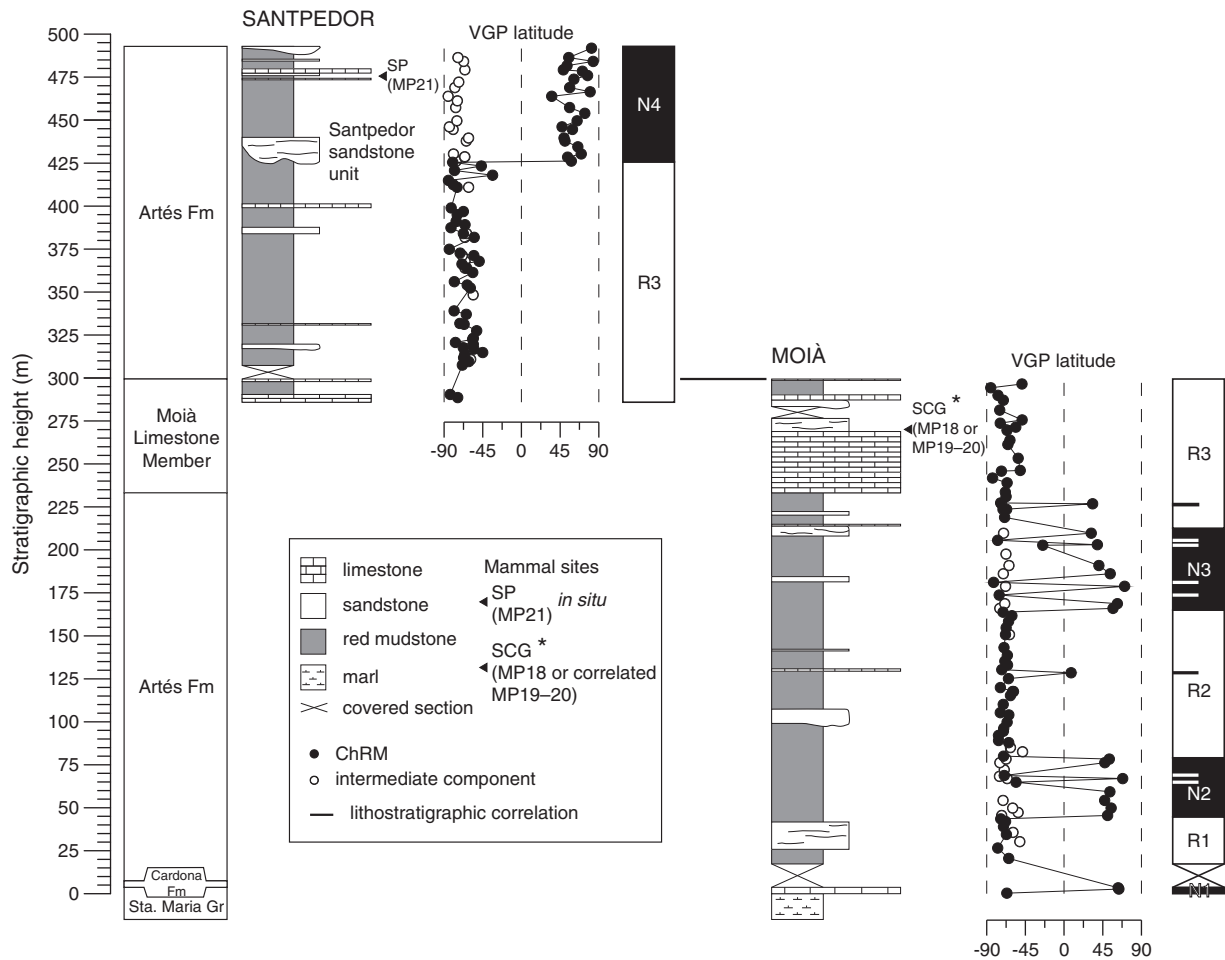 SANTPEDOR
VGP latitude
Stratigraphic height (m)
500
475
450
425
400
375
350
325
300
275
250
225
200
175
150
125
100
75
50
25
0
Artés Fm
Moià
Limestone
Member
Artés Fm
Cardona
Fm
Sta. Maria Gr
SP
(MP21)
Santpedor
sandstone
unit
N4
R3
-90 -45 0 45 90
MOIÀ
VGP latitude
SCG *
(MP18 or
MP19–20)
R3
N3
R2
N2
R1
N1
-90 -45 0 45 90
limestone
sandstone
red mudstone
marl
covered section
Mammal sites
SP
(MP21) in situ
SCG *
(MP18 or correlated
MP19–20)
ChRM
intermediate component
lithostratigraphic correlation